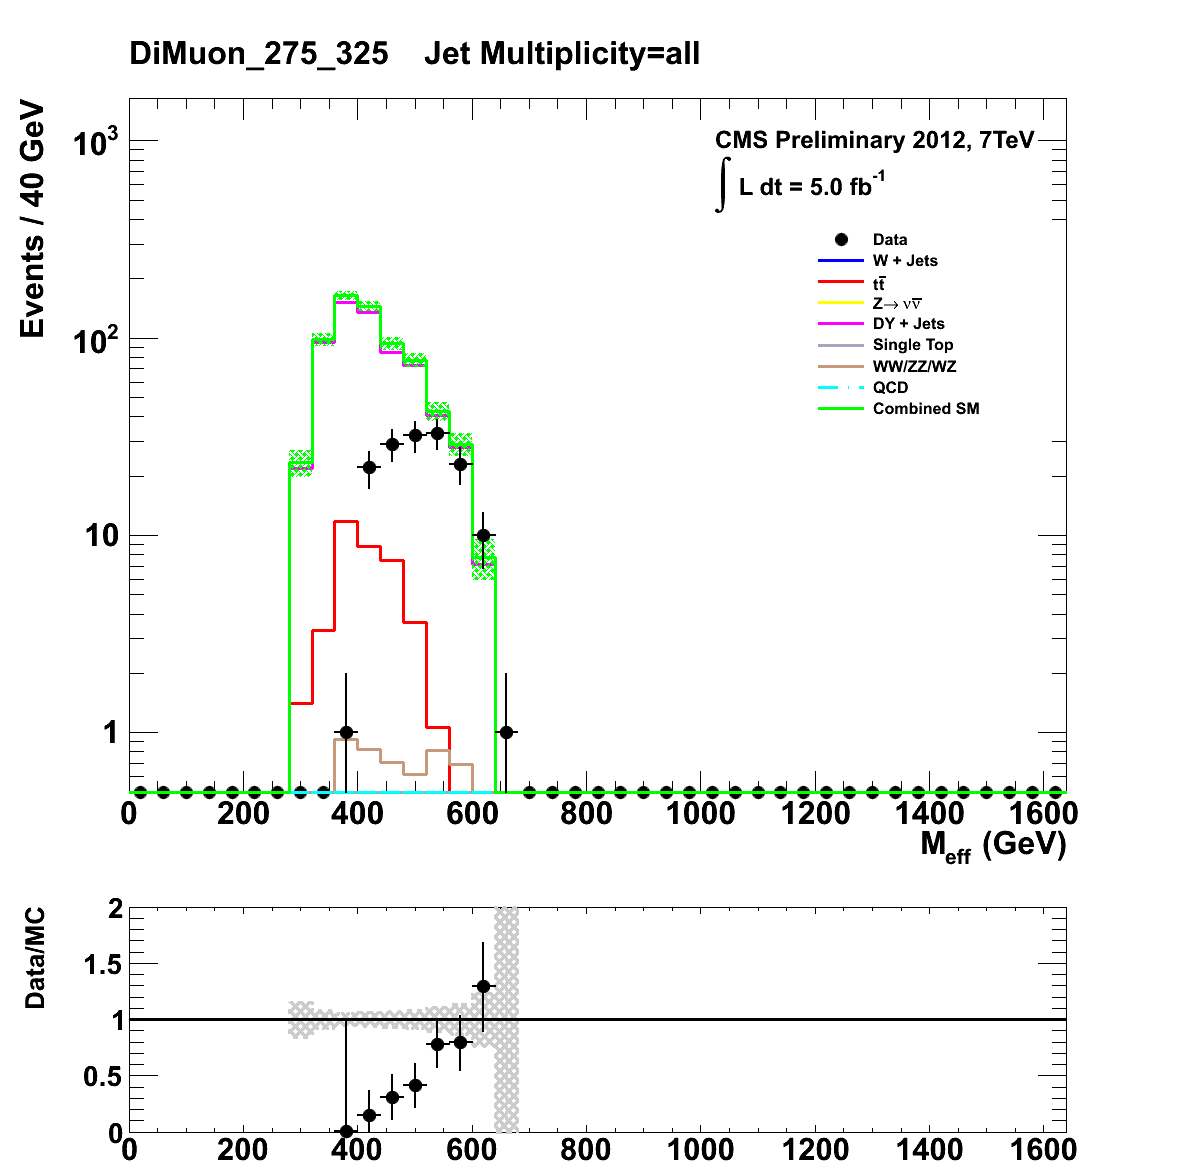 DiMuon_275_325 Jet Multiplicity=all
Events / 40 GeV
10³
10²
10
1
CMS Preliminary 2012, 7TeV
∫ L dt = 5.0 fb⁻¹
Data
W + Jets
tt̅
Z→ νν̅
DY + Jets
Single Top
WW/ZZ/WZ
QCD
Combined SM
0 200 400 600 800 1000 1200 1400 1600
M_eff (GeV)
Data/MC
2
1.5
1
0.5
0
0 200 400 600 800 1000 1200 1400 1600